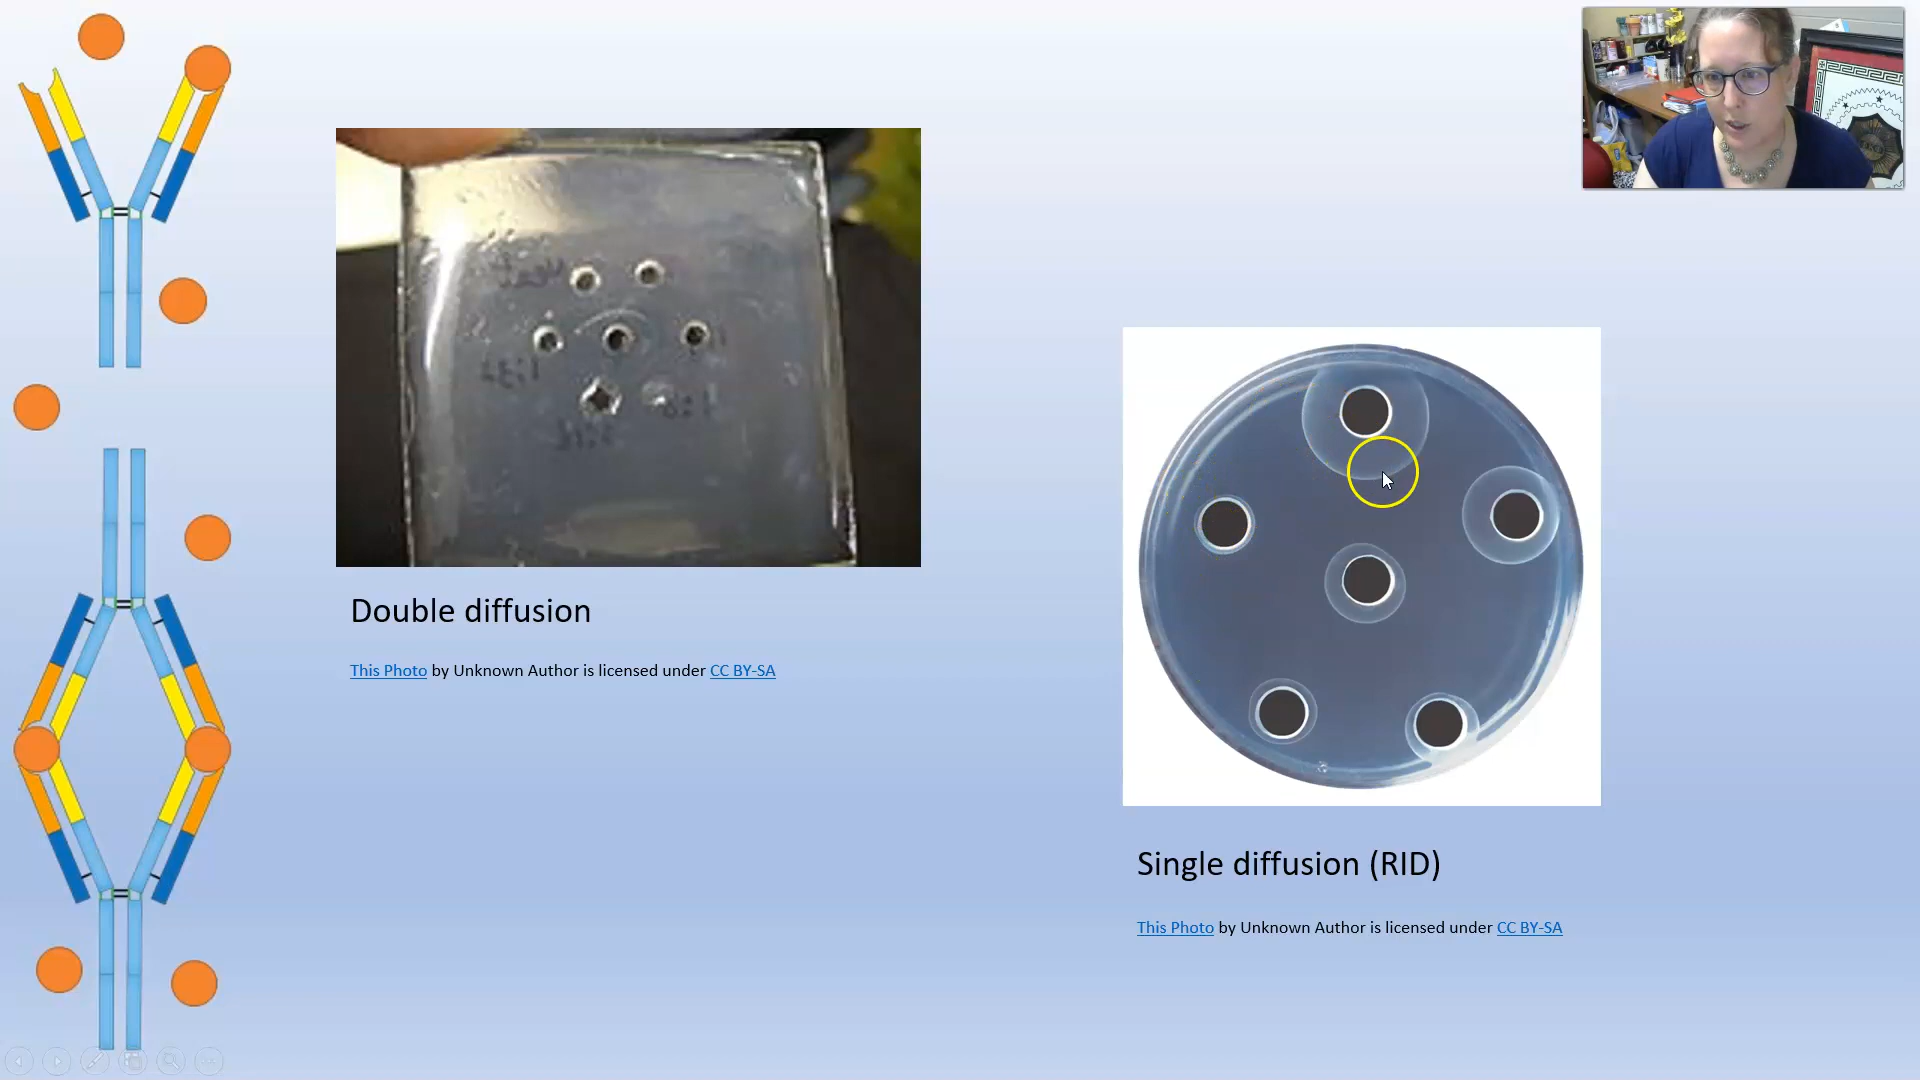 Double diffusion
This Photo by Unknown Author is licensed under CC BY-SA
Single diffusion (RID)
This Photo by Unknown Author is licensed under CC BY-SA